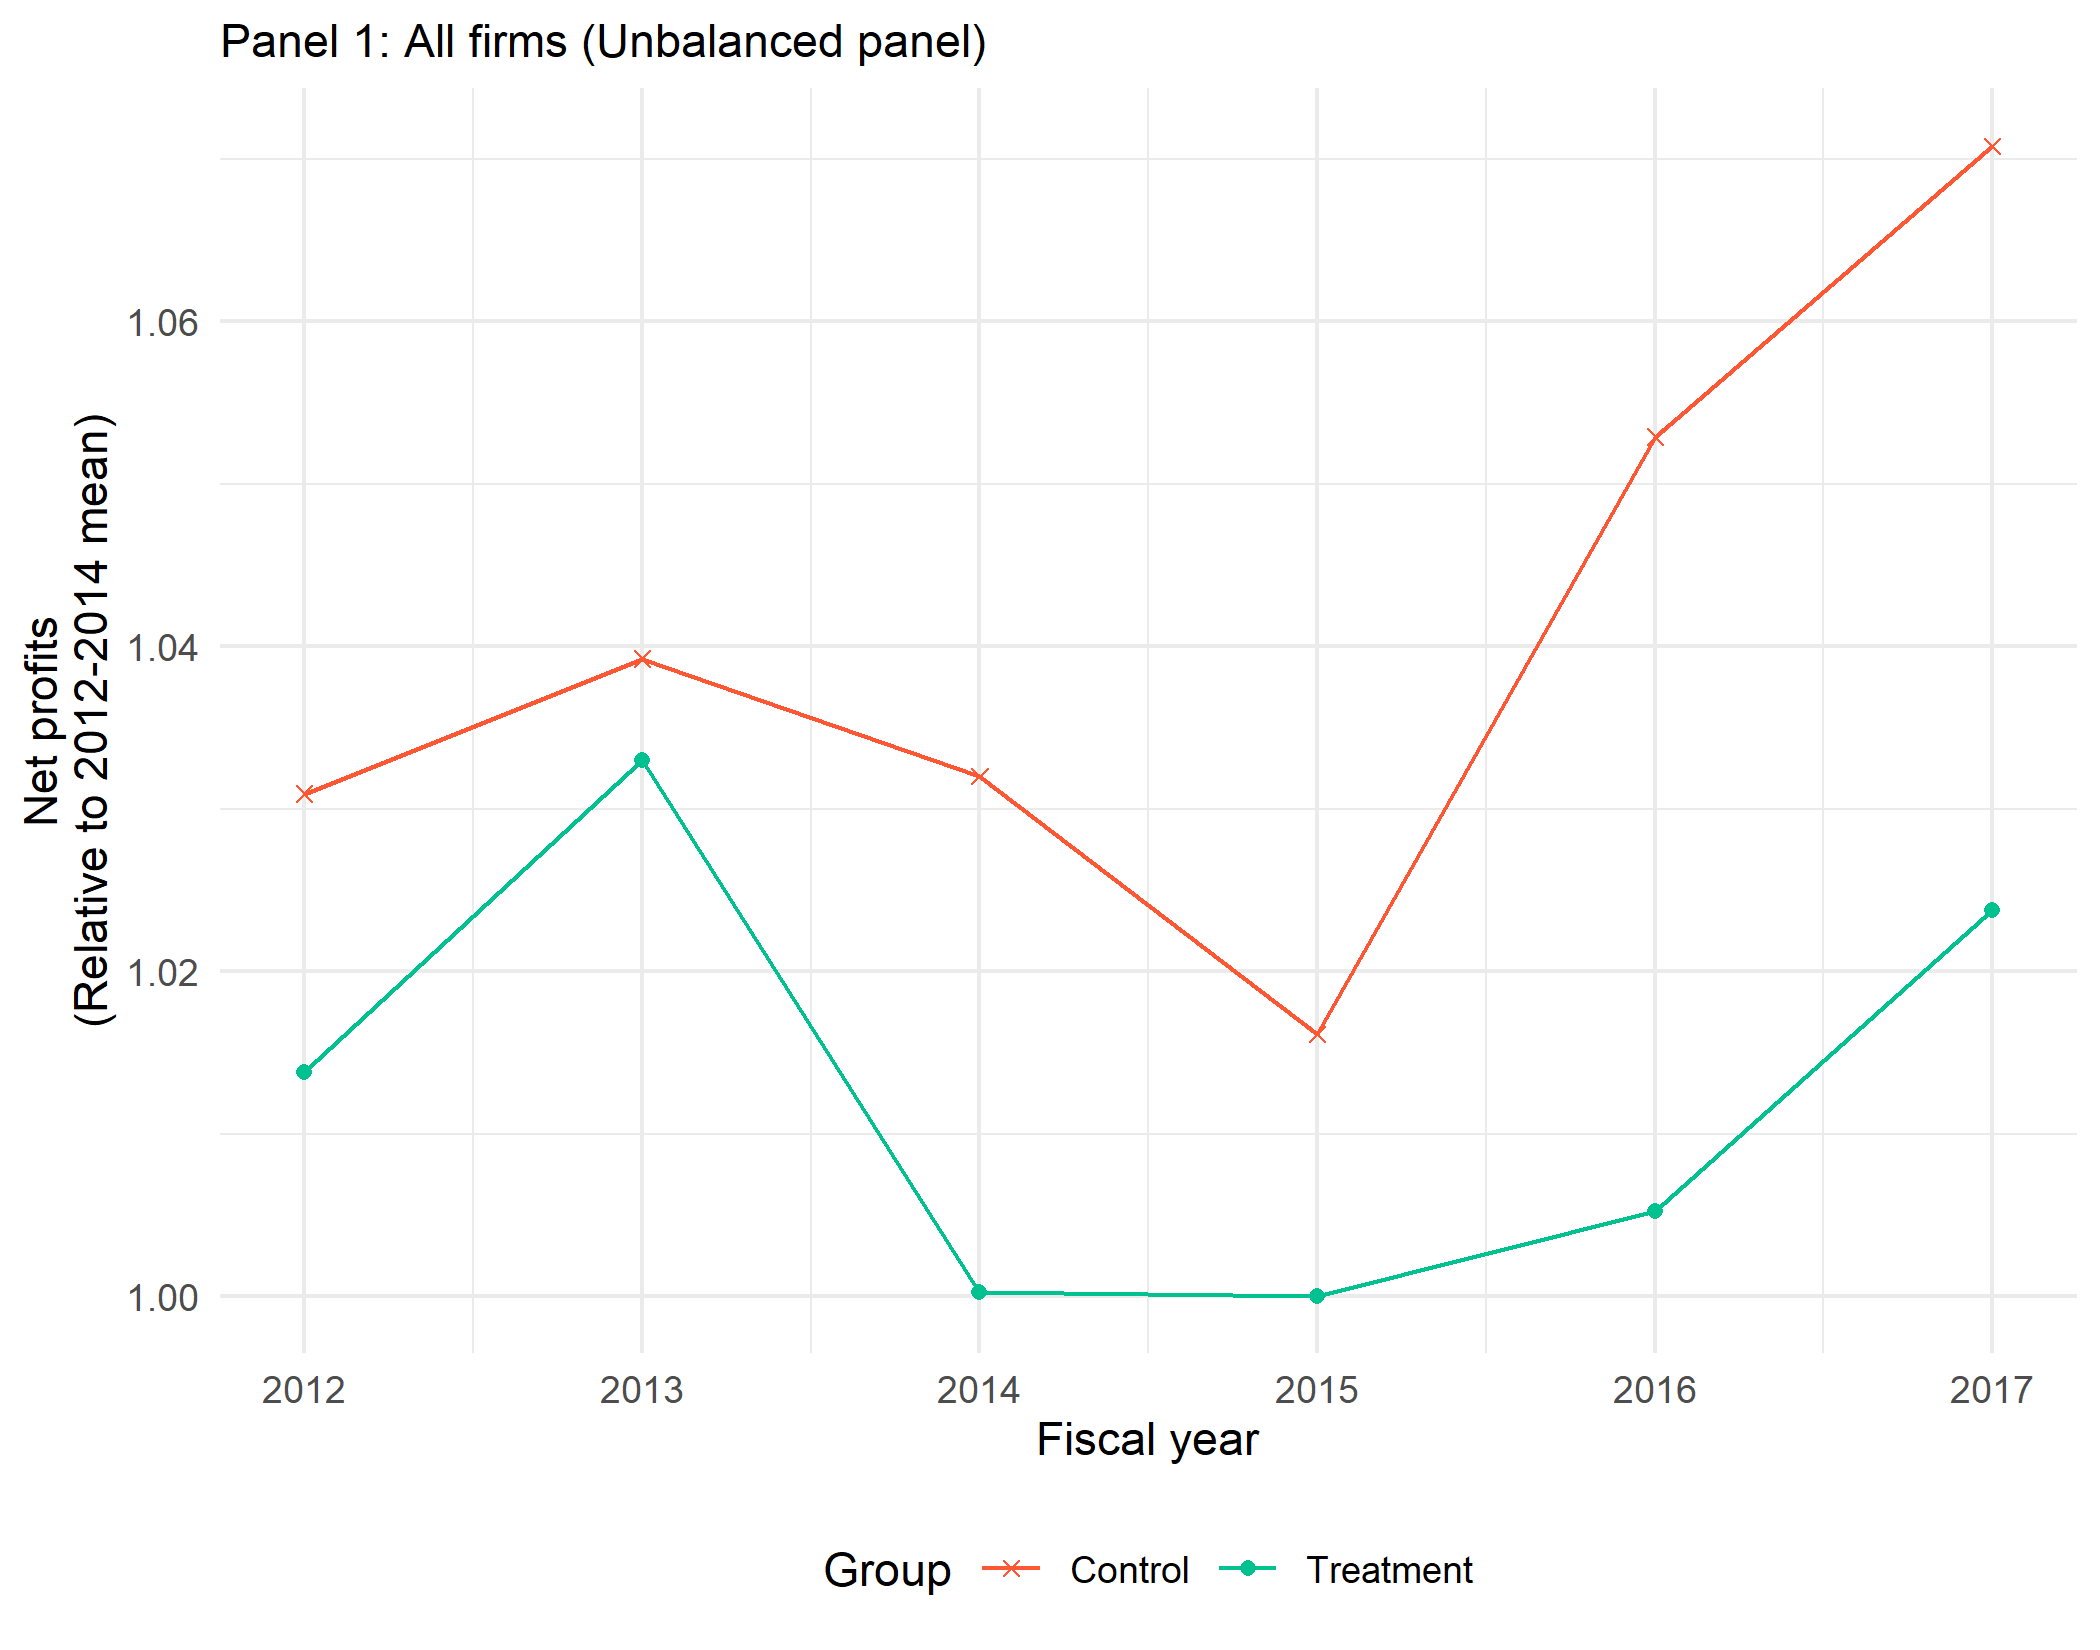 Panel 1: All firms (Unbalanced panel)
Net profits
(Relative to 2012-2014 mean)
1.06
1.04
1.02
1.00
2012 2013 2014 2015 2016 2017
Fiscal year
Group Control Treatment